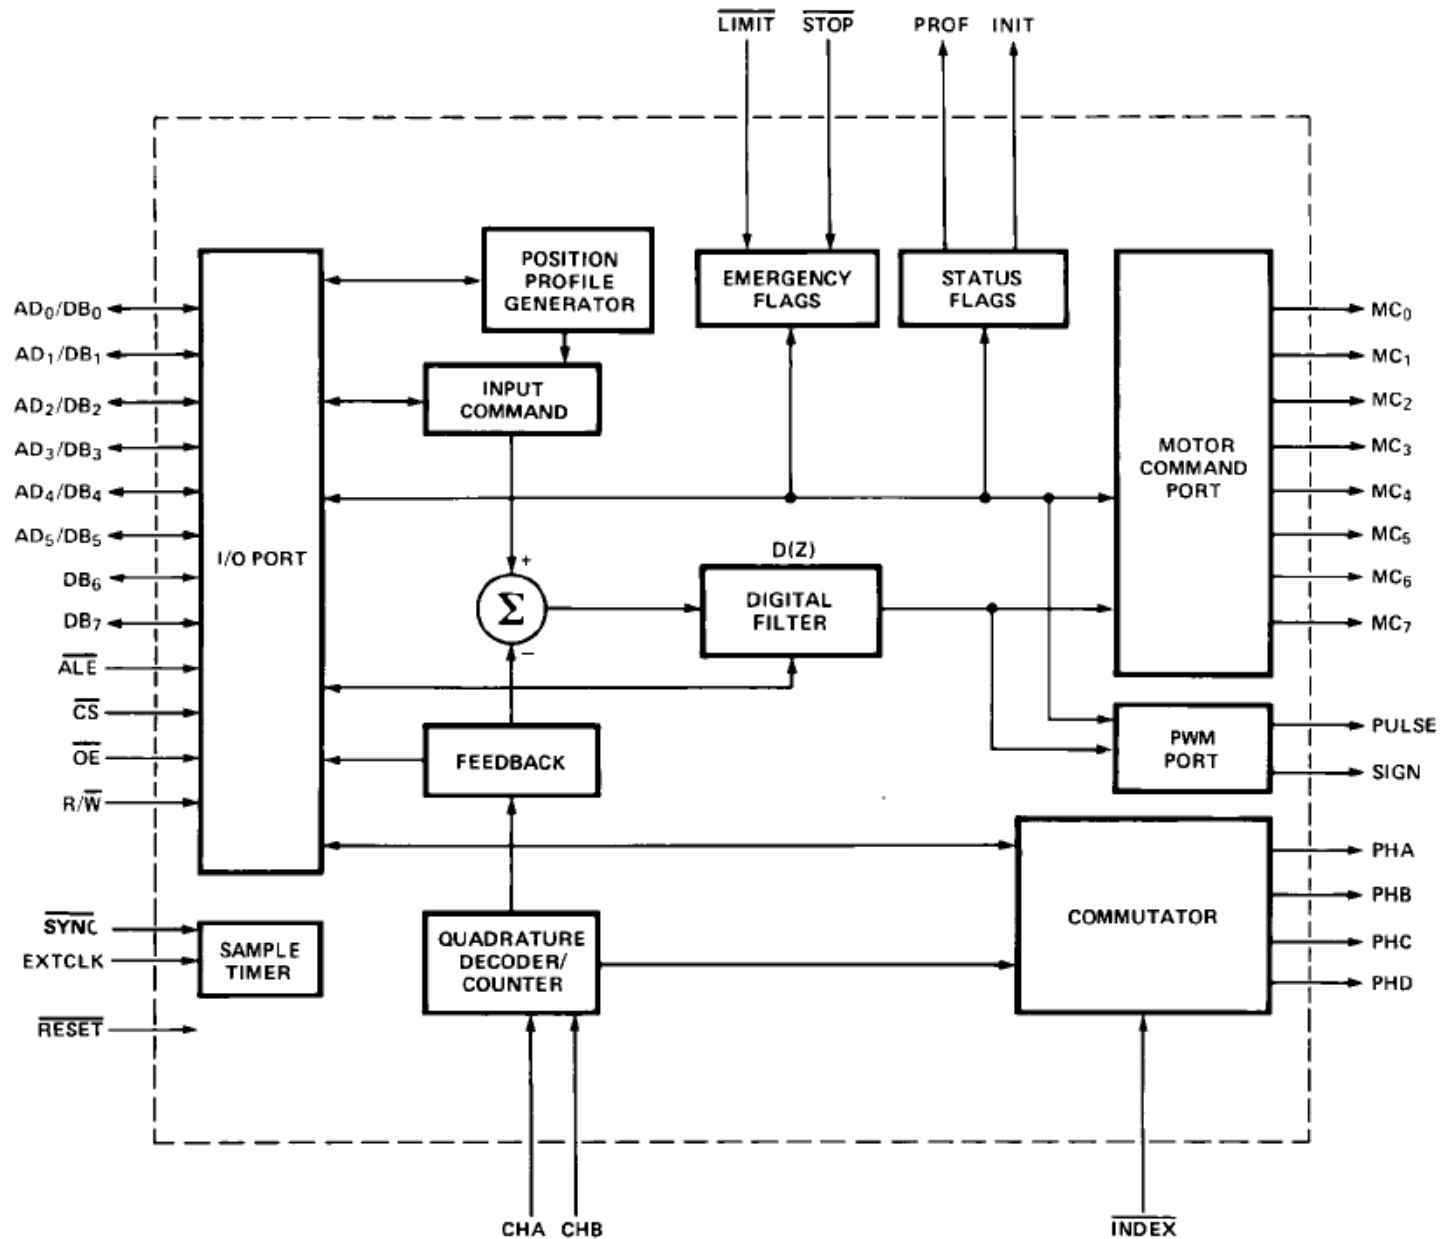 LIMIT STOP PROF INIT
POSITION
PROFILE
GENERATOR
EMERGENCY
FLAGS
STATUS
FLAGS
AD0/DB0
AD1/DB1
AD2/DB2
AD3/DB3
AD4/DB4
AD5/DB5
DB6
DB7
ALE
CS
OE
R/W
I/O PORT
INPUT
COMMAND
+
Σ
−
D(Z)
DIGITAL
FILTER
MOTOR
COMMAND
PORT
MC0
MC1
MC2
MC3
MC4
MC5
MC6
MC7
FEEDBACK
PWM
PORT
PULSE
SIGN
SYNC
EXTCLK
RESET
SAMPLE
TIMER
QUADRATURE
DECODER/
COUNTER
COMMUTATOR
PHA
PHB
PHC
PHD
CHA CHB
INDEX